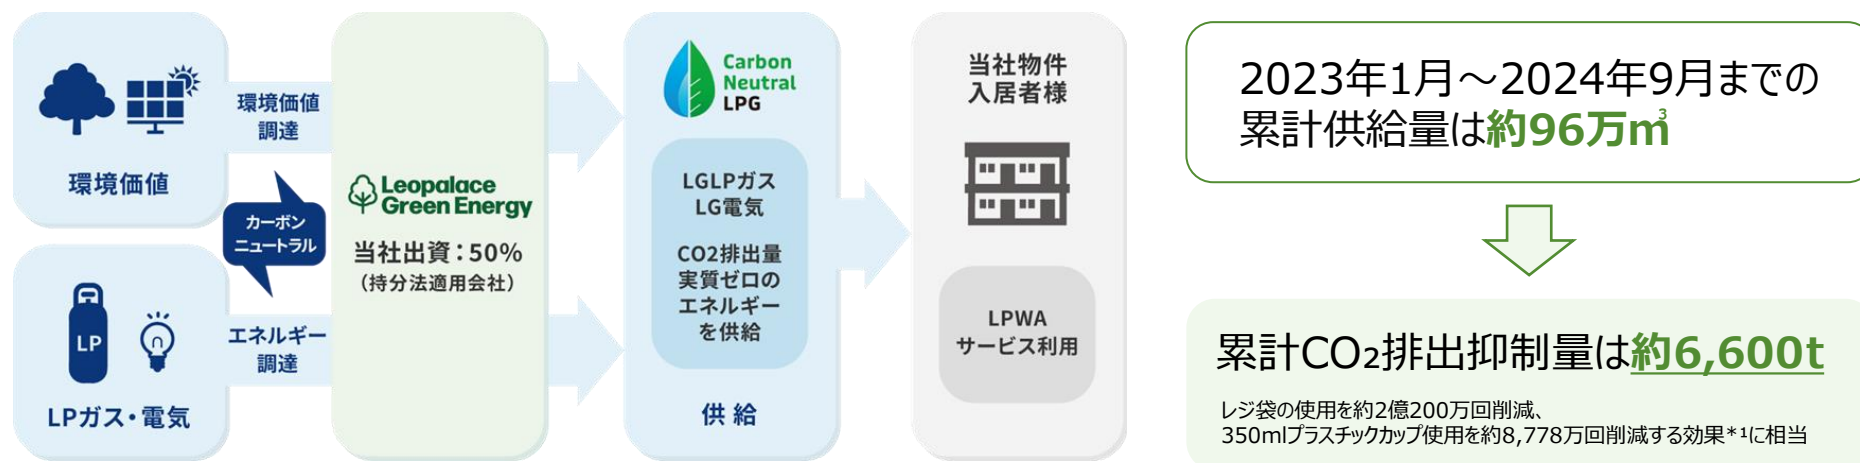 環境価値
環境価値
調達
カーボン
ニュートラル
LP
LPガス・電気
エネルギー
調達
Leopalace
Green Energy
当社出資：50%
（持分法適用会社）
Carbon
Neutral
LPG
LGLPガス
LG電気
CO2排出量
実質ゼロの
エネルギー
を供給
供 給
当社物件
入居者様
LPWA
サービス利用
2023年1月～2024年9月までの
累計供給量は約96万㎥
累計CO₂排出抑制量は約6,600t
レジ袋の使用を約2億200万回削減、
350mlプラスチックカップ使用を約8,778万回削減する効果*¹に相当